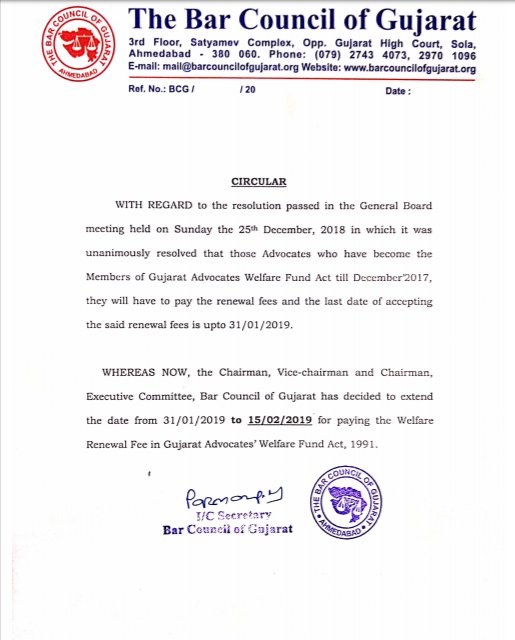 THE BAR COUNCIL OF GUJARAT
AHMEDABAD
The Bar Council of Gujarat
3rd Floor, Satyamev Complex, Opp. Gujarat High Court, Sola,
Ahmedabad - 380 060. Phone: (079) 2743 4073, 2970 1096
E-mail: mail@barcouncilofgujarat.org Website: www.barcouncilofgujarat.org
Ref. No.: BCG / / 20 Date :
CIRCULAR
WITH REGARD to the resolution passed in the General Board
meeting held on Sunday the 25th December, 2018 in which it was
unanimously resolved that those Advocates who have become the
Members of Gujarat Advocates Welfare Fund Act till December'2017,
they will have to pay the renewal fees and the last date of accepting
the said renewal fees is upto 31/01/2019.
WHEREAS NOW, the Chairman, Vice-chairman and Chairman,
Executive Committee, Bar Council of Gujarat has decided to extend
the date from 31/01/2019 to 15/02/2019 for paying the Welfare
Renewal Fee in Gujarat Advocates' Welfare Fund Act, 1991.
I/C Secretary
Bar Council of Gujarat
THE BAR COUNCIL OF GUJARAT
AHMEDABAD